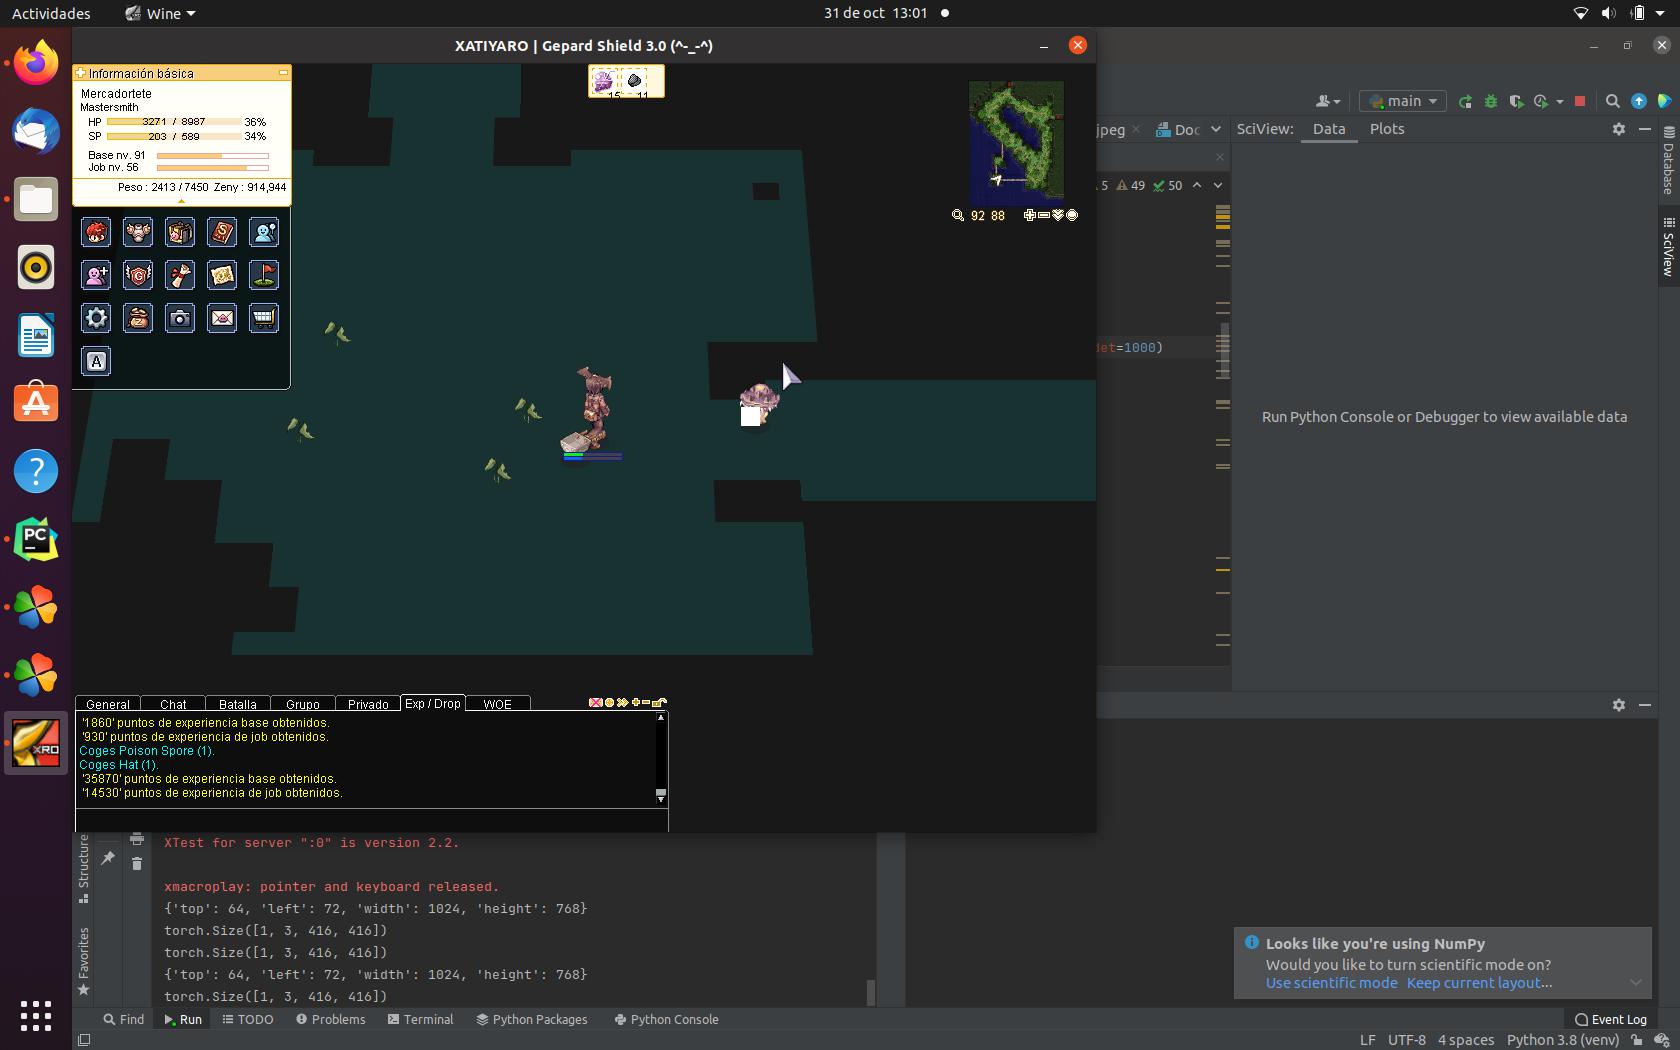 Actividades
Wine
31 de oct 13:01
XATIYARO | Gepard Shield 3.0 (^-_-^)
Información básica
Mercadortete
Mastersmith
HP 3271 / 8987 36%
SP 203 / 589 34%
Base nv. 91
Job nv. 56
Peso : 2413 / 7450 Zeny : 914,944
15 11
92 88
main
jpeg
Doc
SciView:
Data
Plots
5 49 50
det=1000)
Database
SciView
Run Python Console or Debugger to view available data
General
Chat
Batalla
Grupo
Privado
Exp / Drop
WOE
'1860' puntos de experiencia base obtenidos.
'930' puntos de experiencia de job obtenidos.
Coges Poison Spore (1).
Coges Hat (1).
'35870' puntos de experiencia base obtenidos.
'14530' puntos de experiencia de job obtenidos.
XRO
Structure
Favorites
XTest for server ":0" is version 2.2.
xmacroplay: pointer and keyboard released.
{'top': 64, 'left': 72, 'width': 1024, 'height': 768}
torch.Size([1, 3, 416, 416])
torch.Size([1, 3, 416, 416])
{'top': 64, 'left': 72, 'width': 1024, 'height': 768}
torch.Size([1, 3, 416, 416])
Looks like you're using NumPy
Would you like to turn scientific mode on?
Use scientific mode Keep current layout...
Find
Run
TODO
Problems
Terminal
Python Packages
Python Console
Event Log
LF UTF-8 4 spaces Python 3.8 (venv)